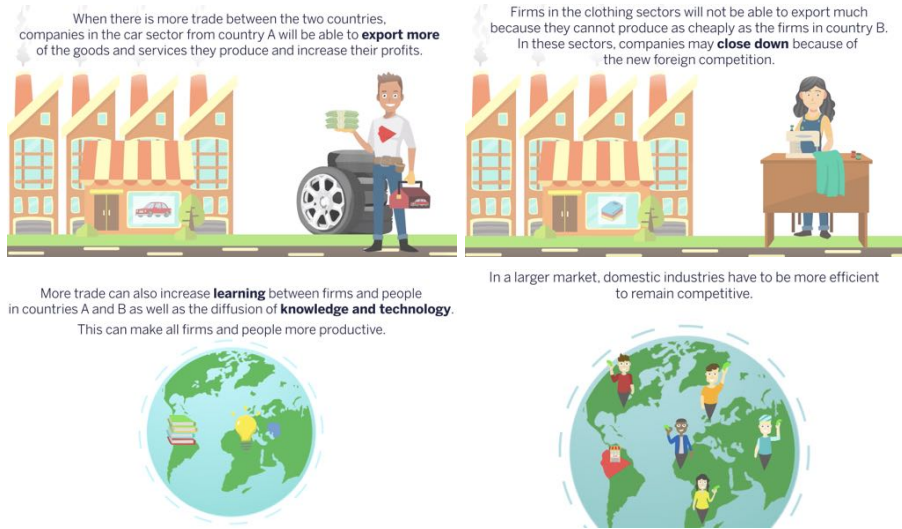 When there is more trade between the two countries,
companies in the car sector from country A will be able to export more
of the goods and services they produce and increase their profits.
Firms in the clothing sectors will not be able to export much
because they cannot produce as cheaply as the firms in country B.
In these sectors, companies may close down because of
the new foreign competition.
More trade can also increase learning between firms and people
in countries A and B as well as the diffusion of knowledge and technology.
This can make all firms and people more productive.
In a larger market, domestic industries have to be more efficient
to remain competitive.